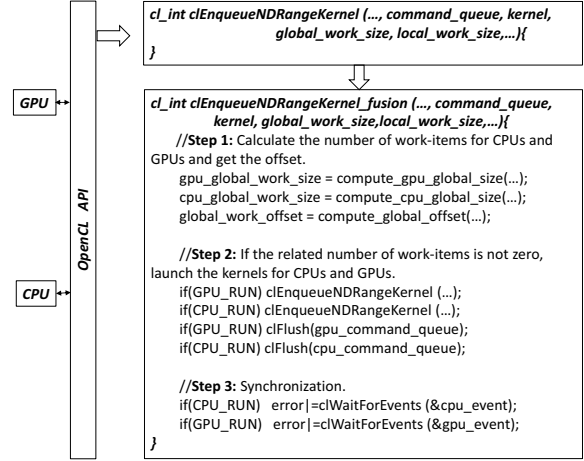 cl_int clEnqueueNDRangeKernel (..., command_queue, kernel,
global_work_size, local_work_size,...){
}
GPU
CPU
OpenCL API
cl_int clEnqueueNDRangeKernel_fusion (..., command_queue,
kernel, global_work_size,local_work_size,...){
//Step 1: Calculate the number of work-items for CPUs and
GPUs and get the offset.
gpu_global_work_size = compute_gpu_global_size(...);
cpu_global_work_size = compute_cpu_global_size(...);
global_work_offset = compute_global_offset(...);
//Step 2: If the related number of work-items is not zero,
launch the kernels for CPUs and GPUs.
if(GPU_RUN) clEnqueueNDRangeKernel (...);
if(CPU_RUN) clEnqueueNDRangeKernel (...);
if(GPU_RUN) clFlush(gpu_command_queue);
if(CPU_RUN) clFlush(cpu_command_queue);
//Step 3: Synchronization.
if(CPU_RUN) error|=clWaitForEvents (&cpu_event);
if(GPU_RUN) error|=clWaitForEvents (&gpu_event);
}